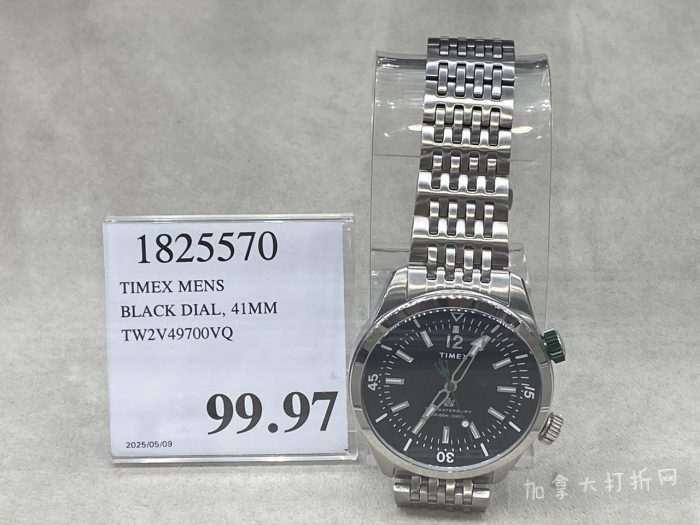 1825570
TIMEX MENS
BLACK DIAL, 41MM
TW2V49700VQ
99.97
2025/05/09
12
TIMEX
45
15
30
加拿大打折网